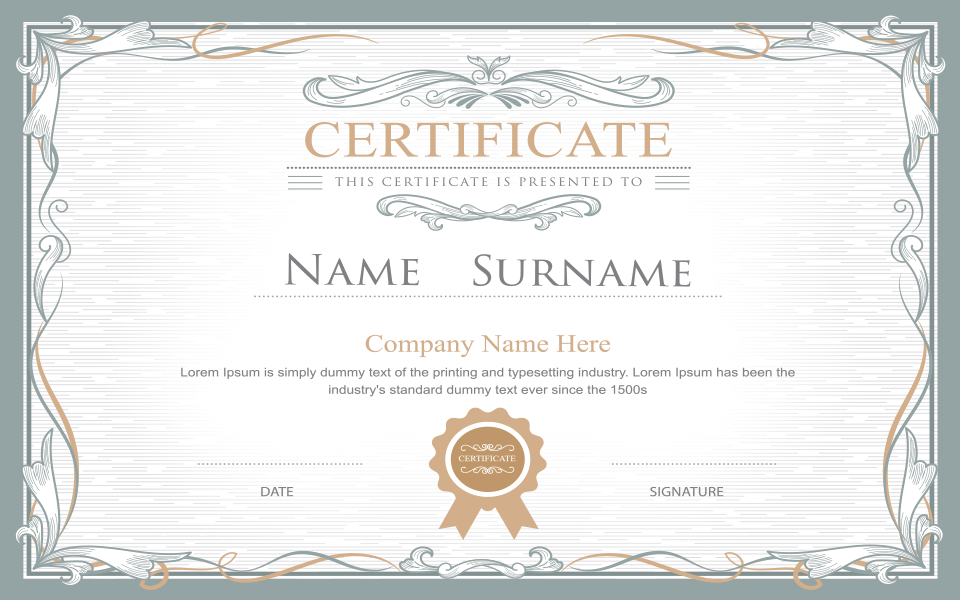 CERTIFICATE
THIS CERTIFICATE IS PRESENTED TO
NAME SURNAME
Company Name Here
Lorem Ipsum is simply dummy text of the printing and typesetting industry. Lorem Ipsum has been the
industry's standard dummy text ever since the 1500s
CERTIFICATE
DATE
SIGNATURE